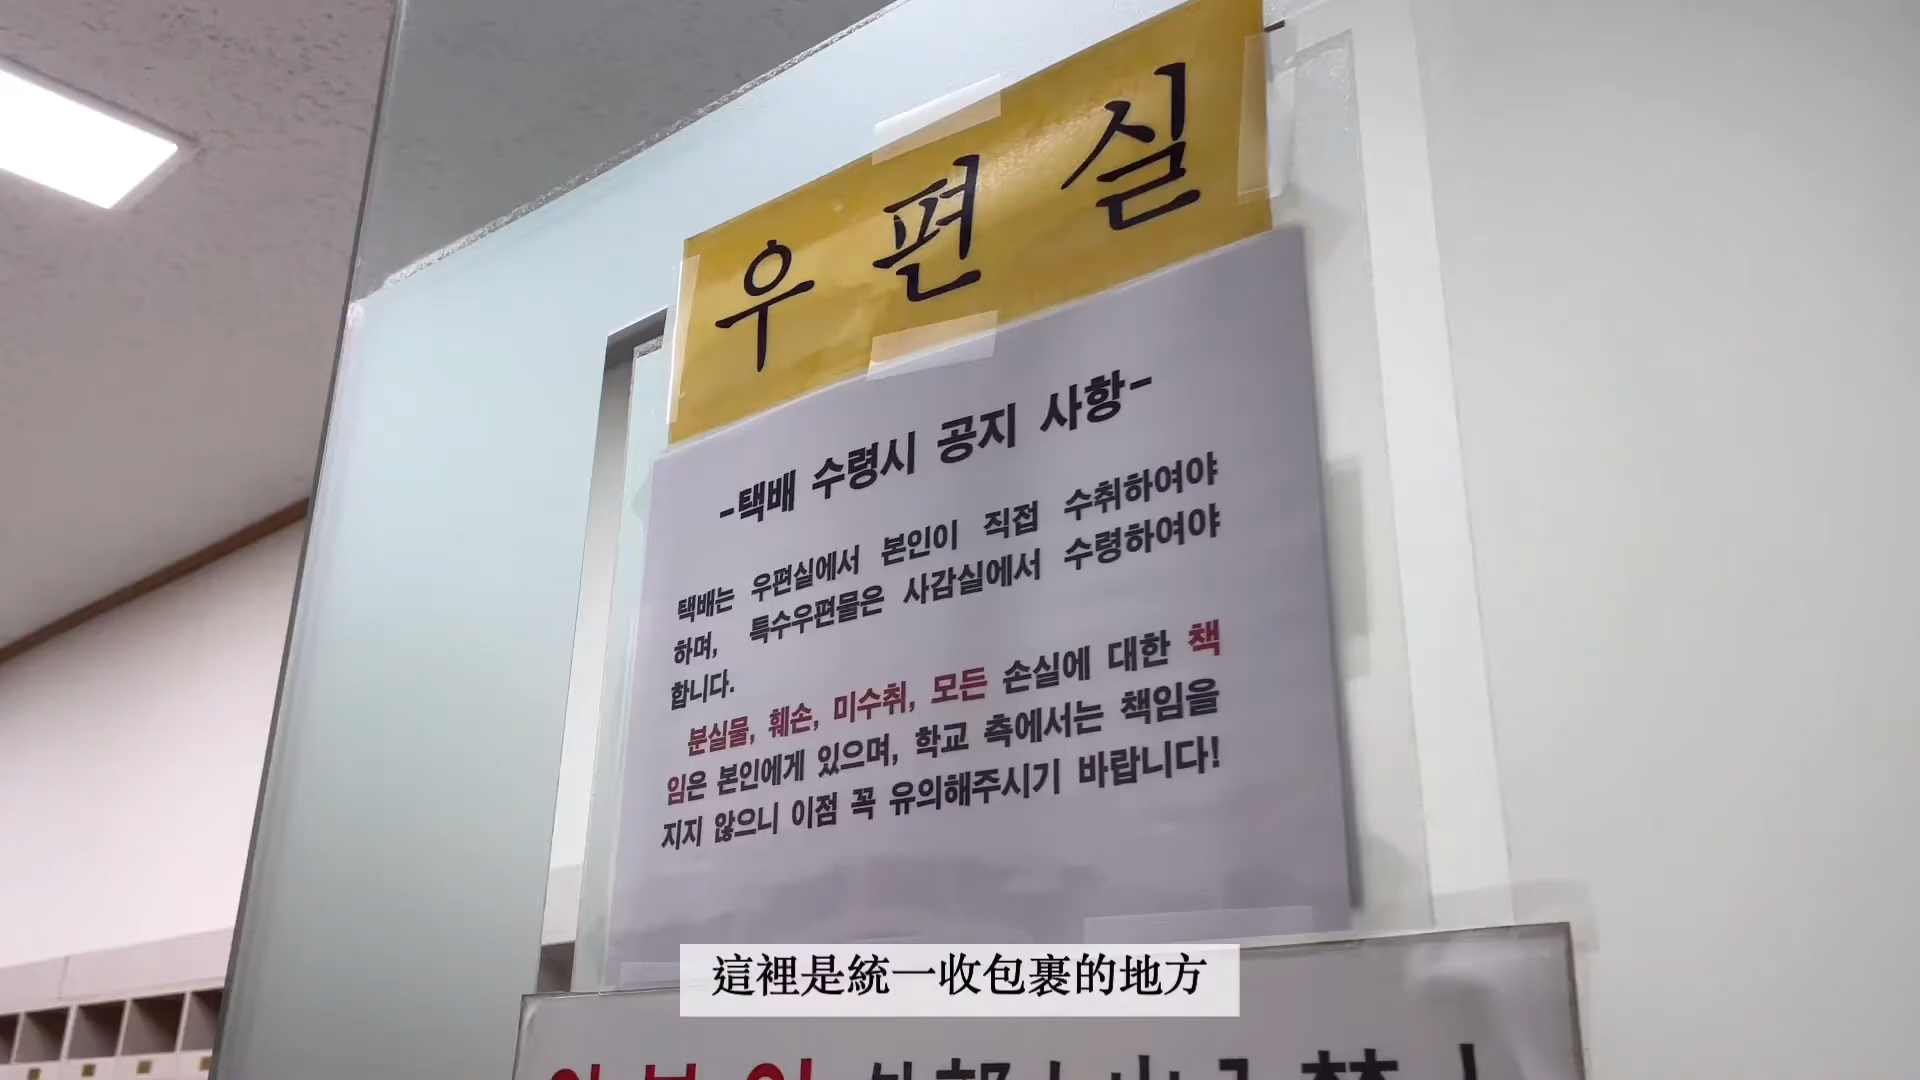 우편실
-택배 수령시 공지 사항-
택배는 우편실에서 본인이 직접 수취하여야
하며, 특수우편물은 사감실에서 수령하여야
합니다.
분실물, 훼손, 미수취, 모든 손실에 대한 책
임은 본인에게 있으며, 학교 측에서는 책임을
지지 않으니 이점 꼭 유의해주시기 바랍니다!
這裡是統一收包裹的地方